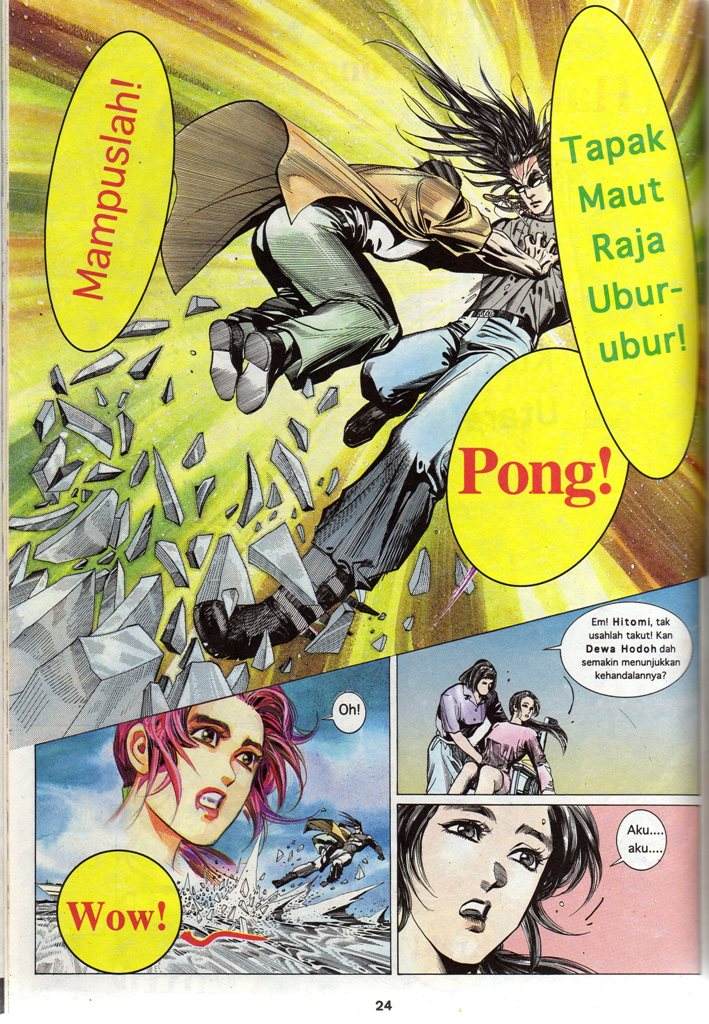 Mampuslah!
Tapak
Maut
Raja
Ubur-
ubur!
Pong!
Oh!
Wow!
Em! Hitomi, tak
usahlah takut! Kan
Dewa Hodoh dah
semakin menunjukkan
kehandalannya?
Aku....
aku....
24